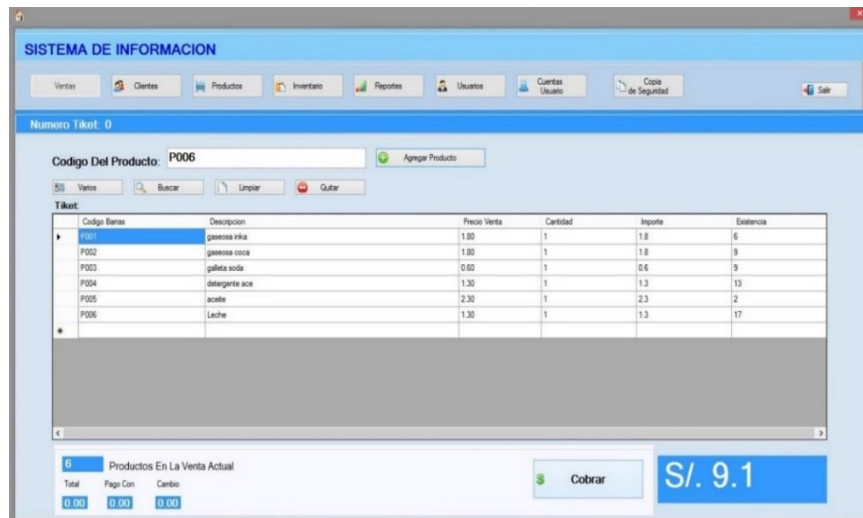 SISTEMA DE INFORMACION
Ventas Clientes Productos Inventario Reportes Usuarios Cuentas Usuario Copia de Seguridad Salir
Numero Tiket: 0
Codigo Del Producto: P006 Agregar Producto
Varios Buscar Limpiar Quitar
Tiket:
Codigo Barras Descripcion Precio Venta Cantidad Importe Existencia
P001 gaseosa inka 1.80 1 1.8 6
P002 gaseosa coca 1.80 1 1.8 9
P003 galleta soda 0.60 1 0.6 9
P004 detergente ace 1.30 1 1.3 13
P005 aceite 2.30 1 2.3 2
P006 Leche 1.30 1 1.3 17
6 Productos En La Venta Actual
Total Pago Con Cambio
0.00 0.00 0.00
Cobrar
S/. 9.1